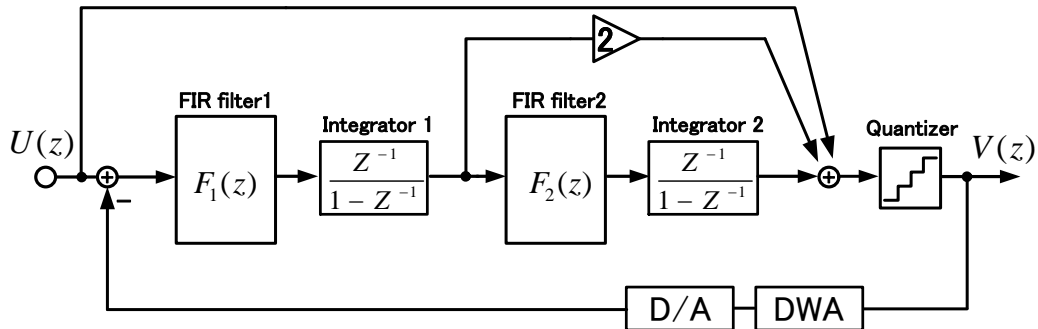 2
FIR filter1
FIR filter2
Integrator 1
Integrator 2
Quantizer
U(z)
F₁(z)
Z⁻¹
1 − Z⁻¹
F₂(z)
Z⁻¹
1 − Z⁻¹
V(z)
+
+
−
D/A
DWA